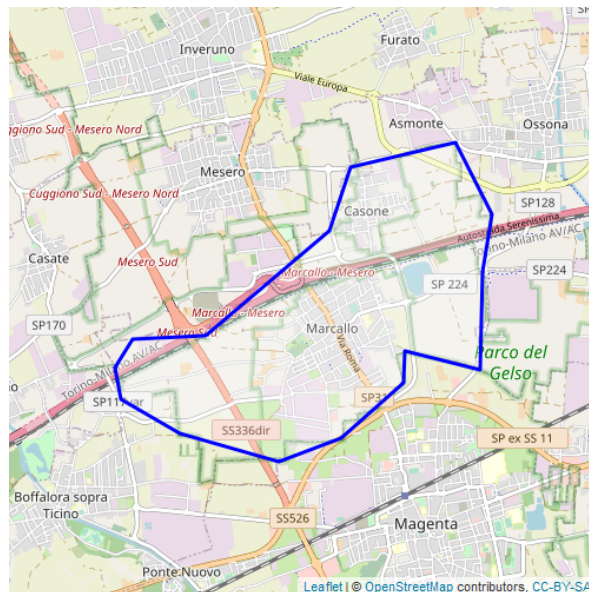 Furato
Inveruno
Viale Europa
Asmonte
Ossona
Cuggiono Sud - Mesero Nord
Mesero
Cuggiono Sud - Mesero Nord
SP128
Casone
Autostrada Serenissima
Torino-Milano AV/AC
Casate
Mesero Sud
Marcallo - Mesero
SP 224
SP224
Marcallo - Mesero
SP170
Mesero Sud
Marcallo
Via Roma
Parco del
Gelso
Torino-Milano AV/AC
SP31
SS336dir
SP ex SS 11
Boffalora sopra
Ticino
SS526
Magenta
Ponte Nuovo
Leaflet | © OpenStreetMap contributors, CC-BY-SA